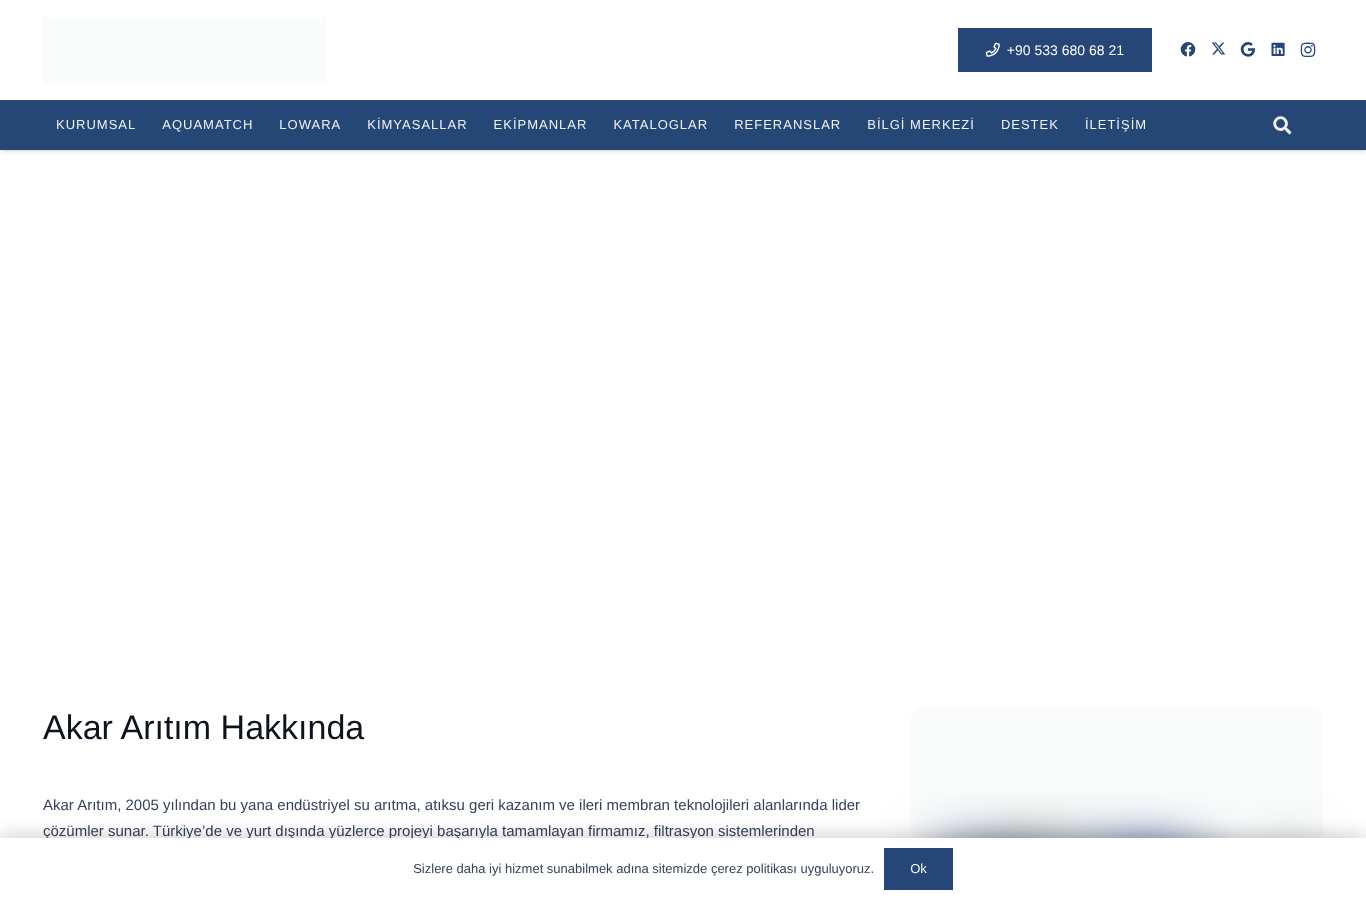 +90 533 680 68 21
KURUMSAL AQUAMATCH LOWARA KİMYASALLAR EKİPMANLAR KATALOGLAR REFERANSLAR BİLGİ MERKEZİ DESTEK İLETİŞİM
Akar Arıtım Hakkında
Akar Arıtım, 2005 yılından bu yana endüstriyel su arıtma, atıksu geri kazanım ve ileri membran teknolojileri alanlarında lider
çözümler sunar. Türkiye’de ve yurt dışında yüzlerce projeyi başarıyla tamamlayan firmamız, filtrasyon sistemlerinden
Sizlere daha iyi hizmet sunabilmek adına sitemizde çerez politikası uyguluyoruz. Ok